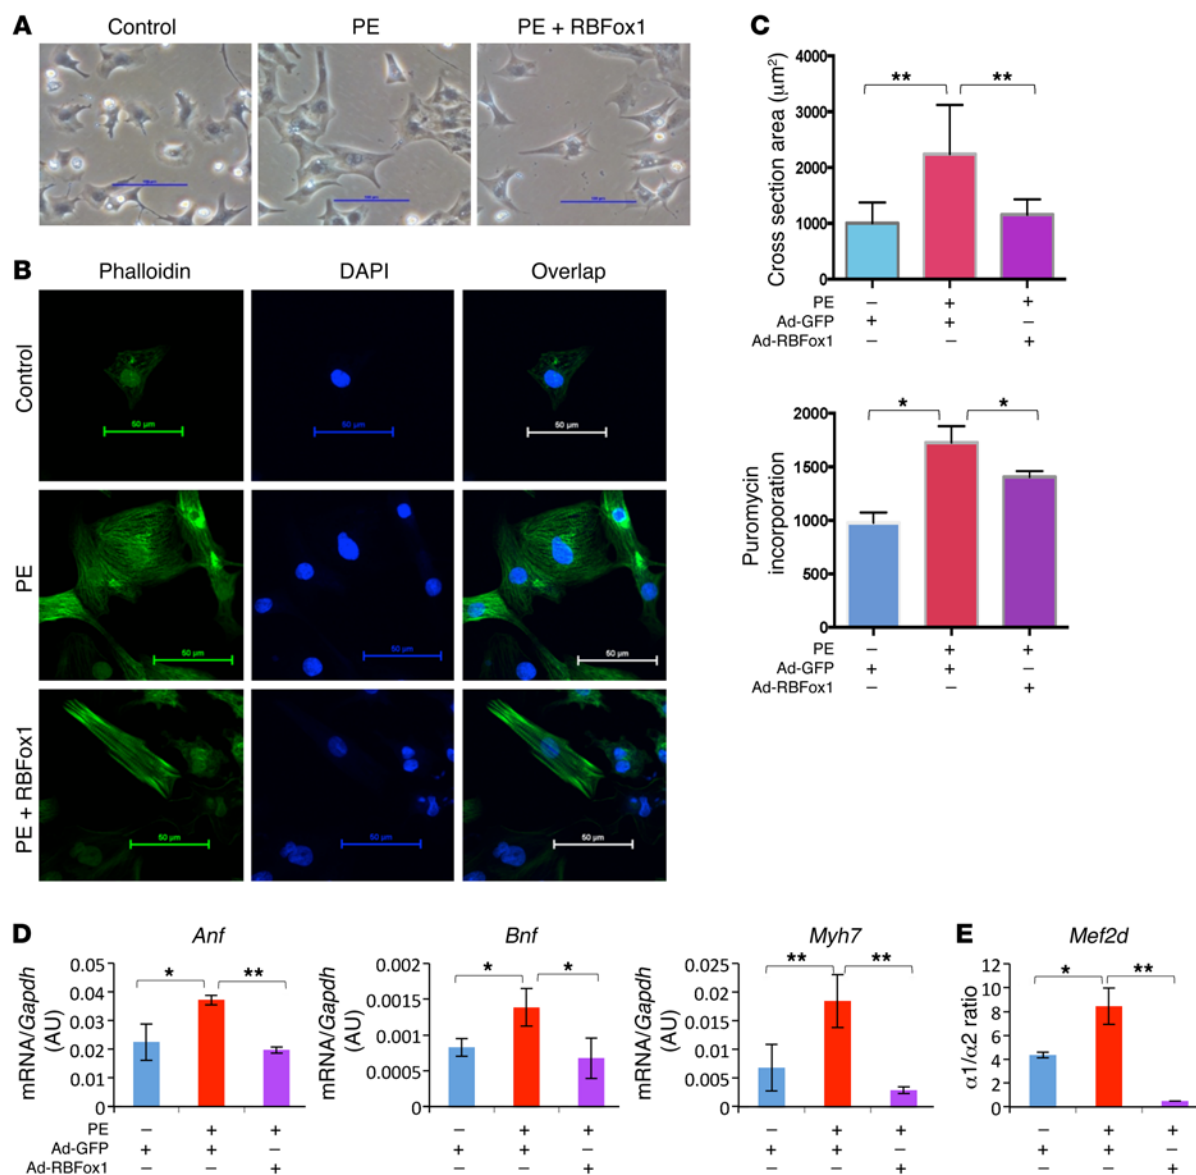 A
Control
PE
PE + RBFox1
B
Phalloidin
DAPI
Overlap
Control
50 µm
50 µm
50 µm
PE
50 µm
50 µm
50 µm
PE + RBFox1
50 µm
50 µm
50 µm
C
Cross section area (µm²)
4000
3000
2000
1000
0
** **
PE – + +
Ad-GFP + + –
Ad-RBFox1 – – +
Puromycin
incorporation
2000
1500
1000
500
0
* *
PE – + +
Ad-GFP + + –
Ad-RBFox1 – – +
D
Anf
mRNA/Gapdh
(AU)
0.05
0.04
0.03
0.02
0.01
0
* **
Bnf
mRNA/Gapdh
(AU)
0.002
0.0015
0.001
0.0005
0
* *
Myh7
mRNA/Gapdh
(AU)
0.025
0.02
0.015
0.01
0.005
0
** **
E
Mef2d
α1/α2 ratio
12
10
8
6
4
2
0
* **
PE – + + – + + – + + – + +
Ad-GFP + + – + + – + + – + + –
Ad-RBFox1 – – + – – + – – + – – +